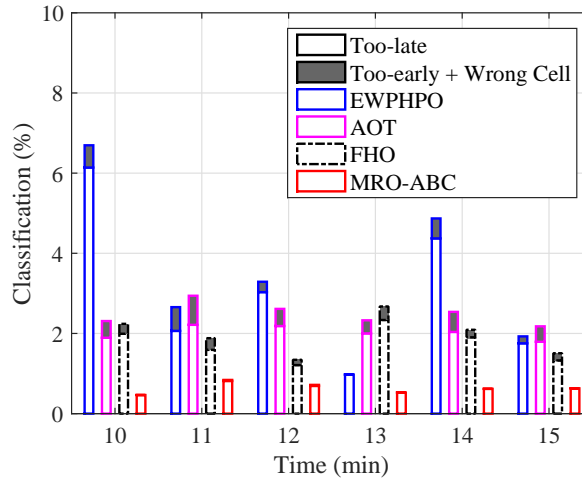 10
8
6
4
2
0
Classification (%)
Too-late
Too-early + Wrong Cell
EWPHPO
AOT
FHO
MRO-ABC
10 11 12 13 14 15
Time (min)